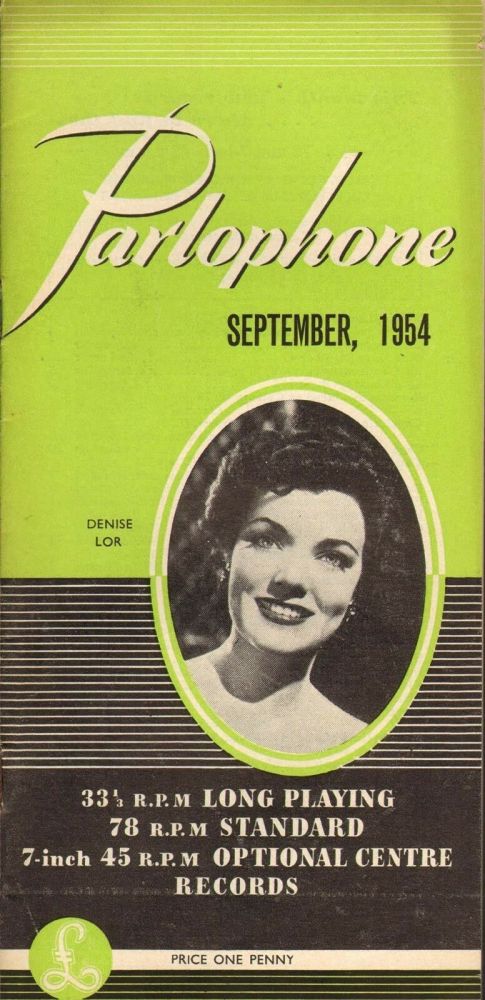 Parlophone
SEPTEMBER, 1954
DENISE
LOR
33⅓ R.P.M LONG PLAYING
78 R.P.M STANDARD
7-inch 45 R.P.M OPTIONAL CENTRE
RECORDS
£
PRICE ONE PENNY